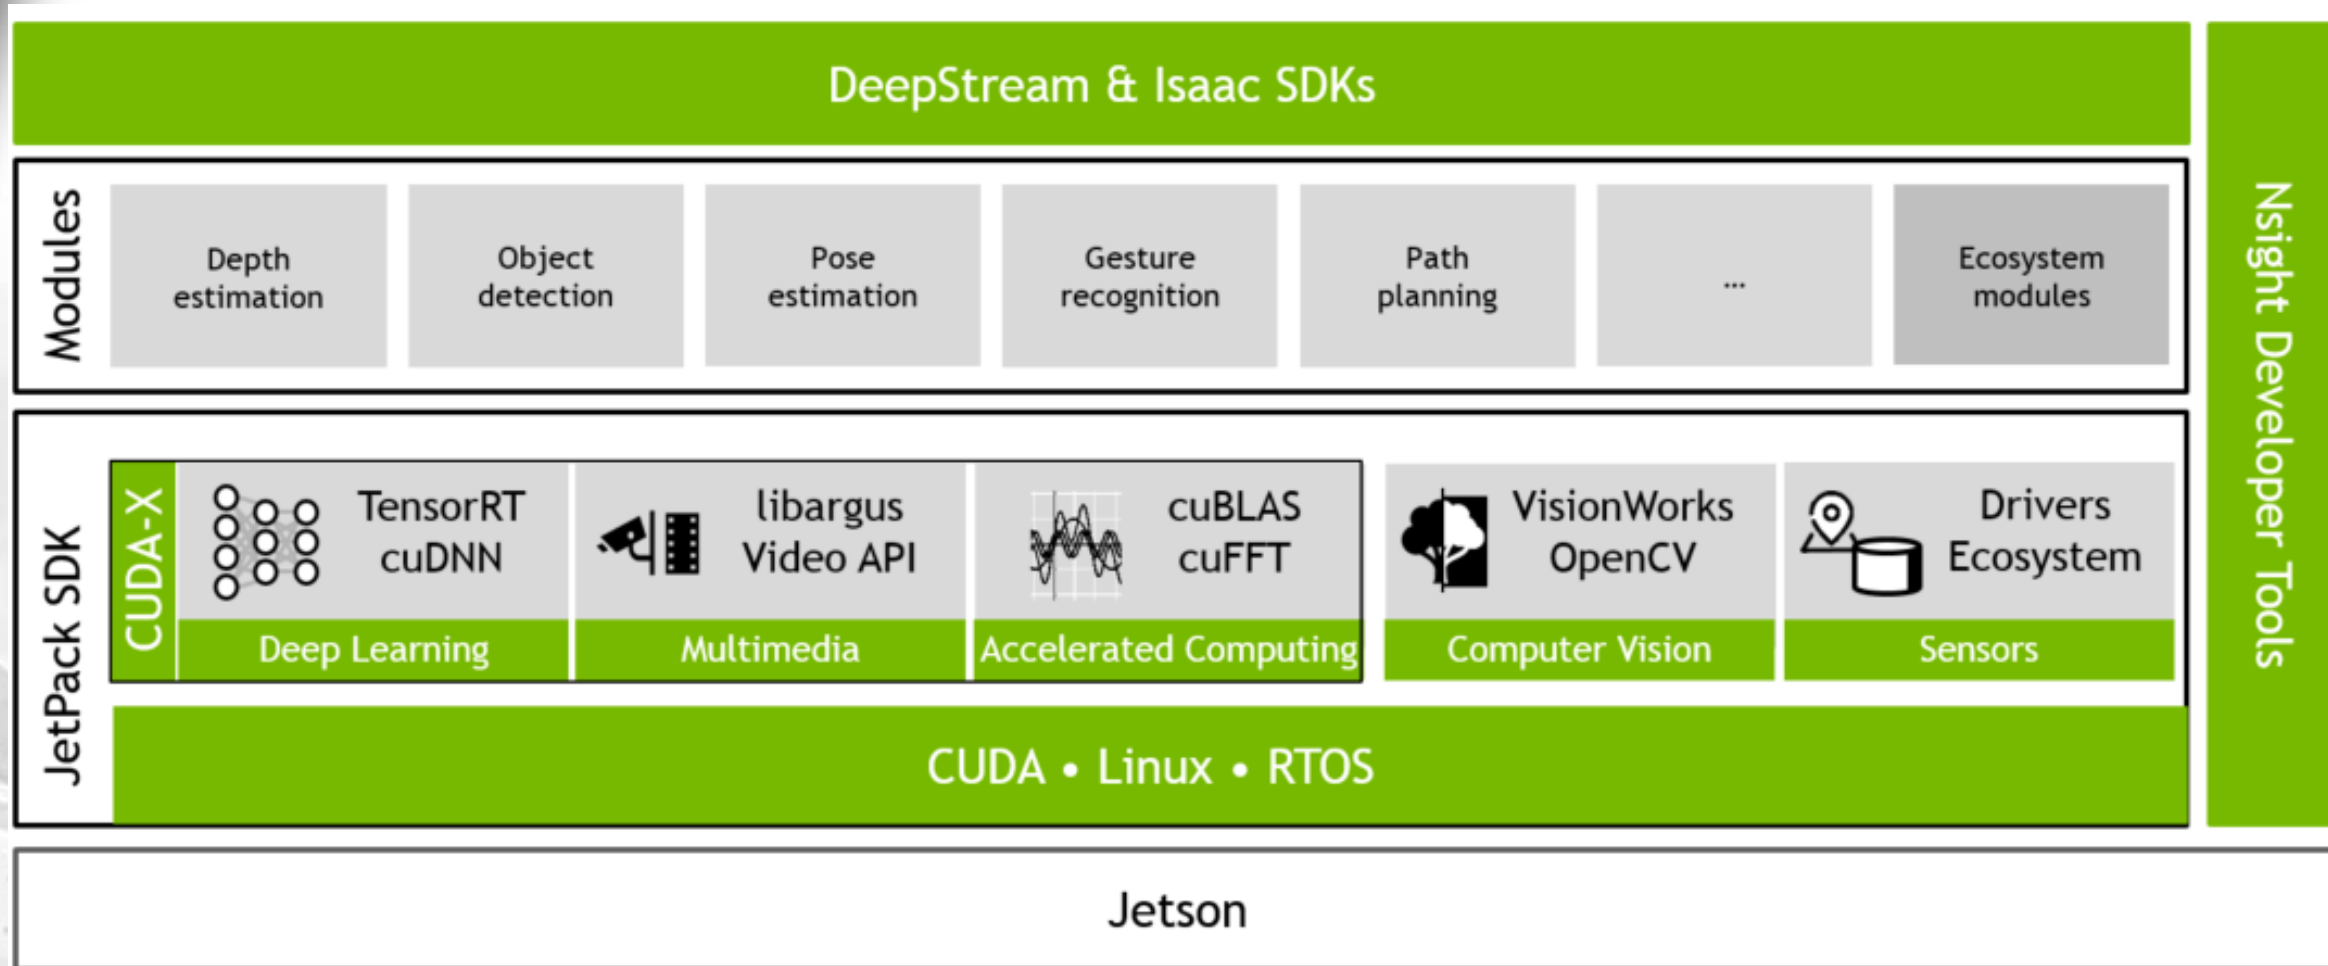 DeepStream & Isaac SDKs
Modules
Depth
estimation
Object
detection
Pose
estimation
Gesture
recognition
Path
planning
...
Ecosystem
modules
Nsight Developer Tools
JetPack SDK
CUDA-X
TensorRT
cuDNN
Deep Learning
libargus
Video API
Multimedia
cuBLAS
cuFFT
Accelerated Computing
VisionWorks
OpenCV
Computer Vision
Drivers
Ecosystem
Sensors
CUDA • Linux • RTOS
Jetson